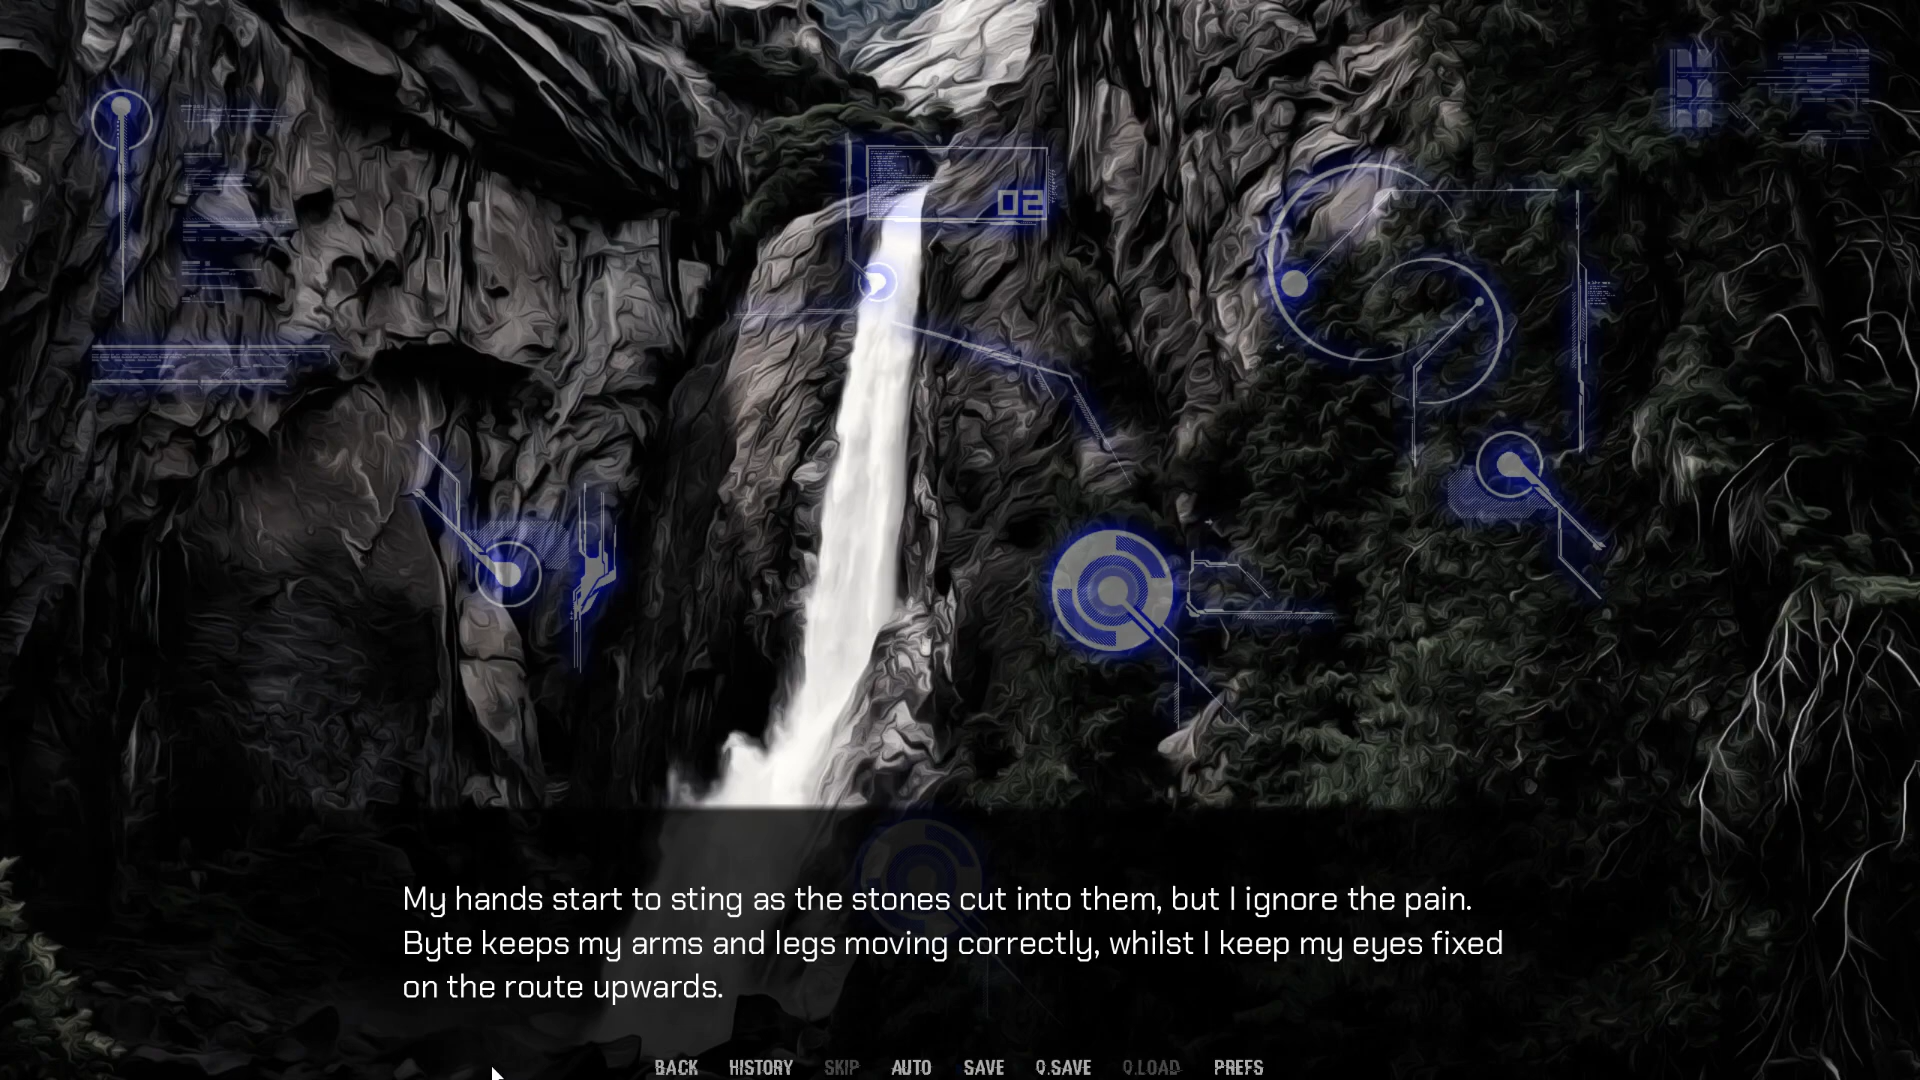 02
My hands start to sting as the stones cut into them, but I ignore the pain.
Byte keeps my arms and legs moving correctly, whilst I keep my eyes fixed
on the route upwards.
BACK HISTORY SKIP AUTO SAVE Q.SAVE Q.LOAD PREFS